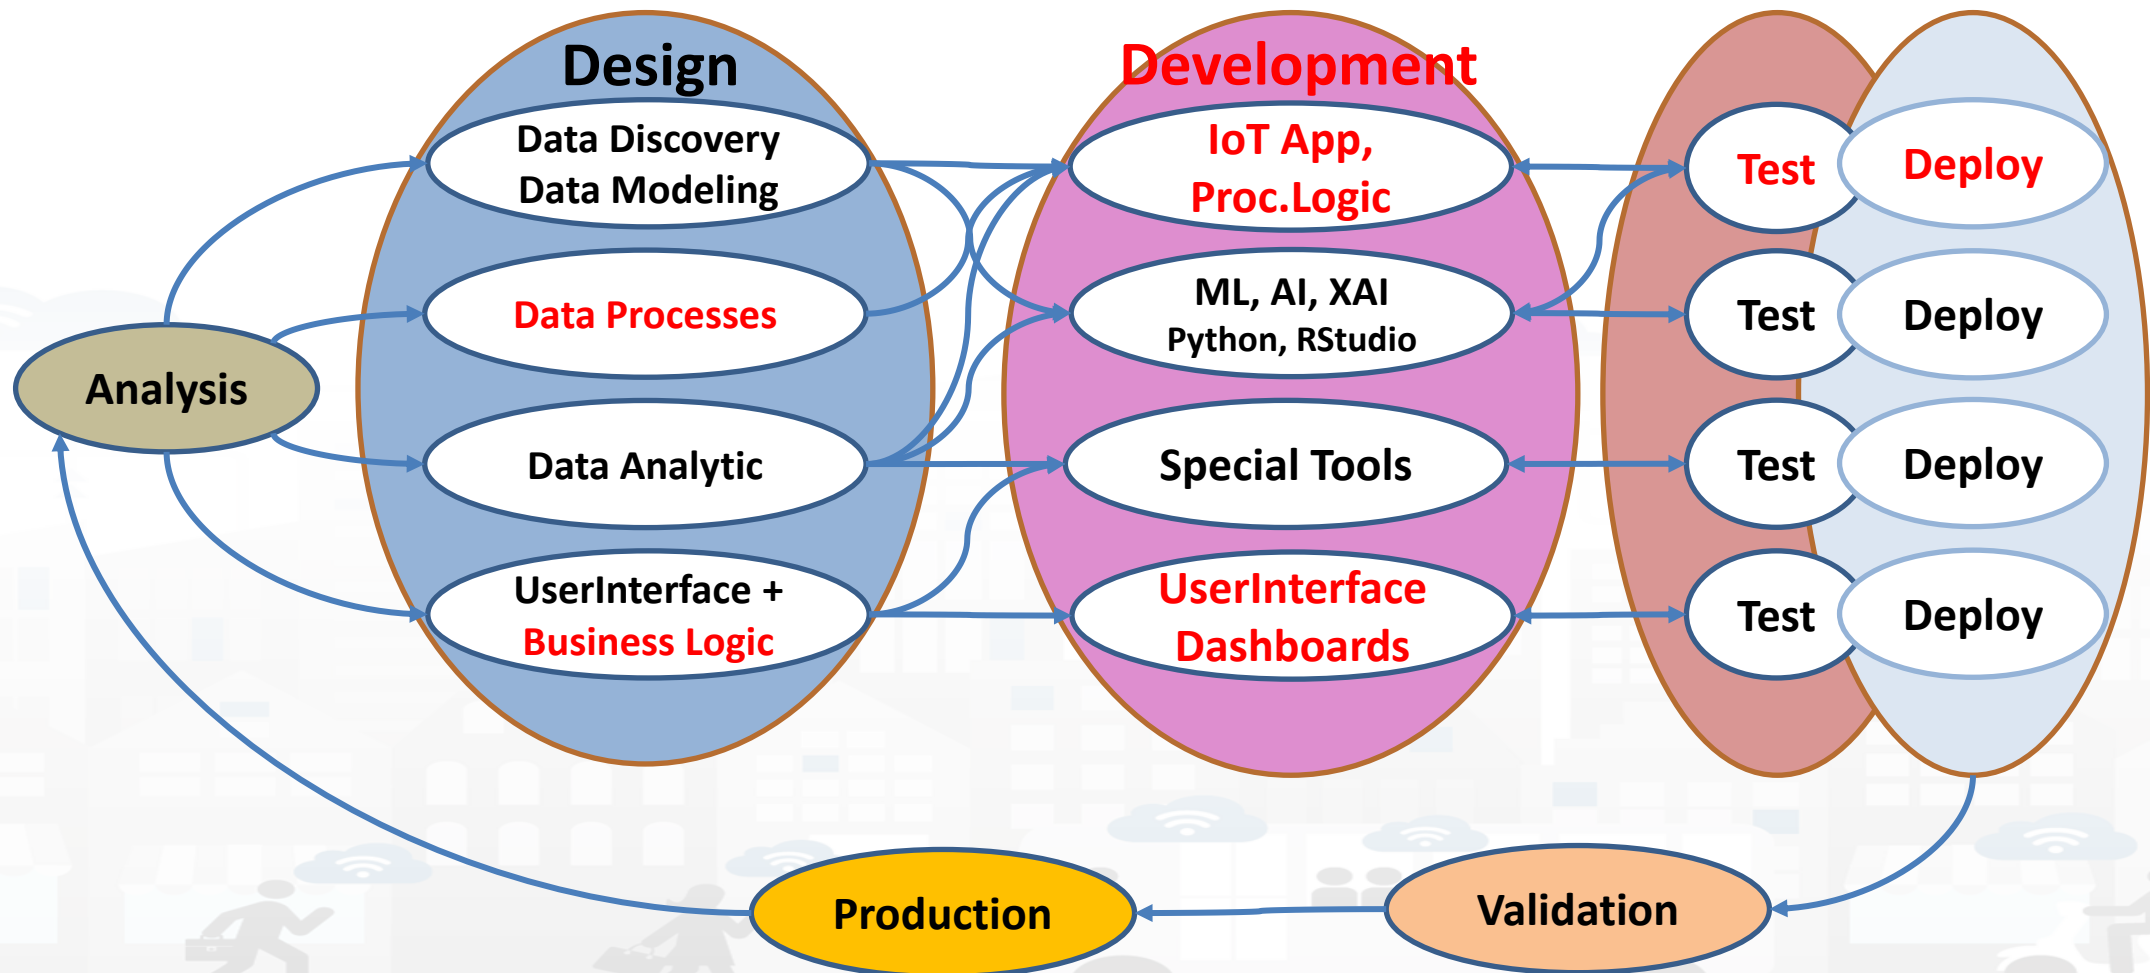 Design
Development
Data Discovery
Data Modeling
Data Processes
Data Analytic
UserInterface +
Business Logic
IoT App,
Proc.Logic
ML, AI, XAI
Python, RStudio
Special Tools
UserInterface
Dashboards
Test
Deploy
Test
Deploy
Test
Deploy
Test
Deploy
Analysis
Production
Validation